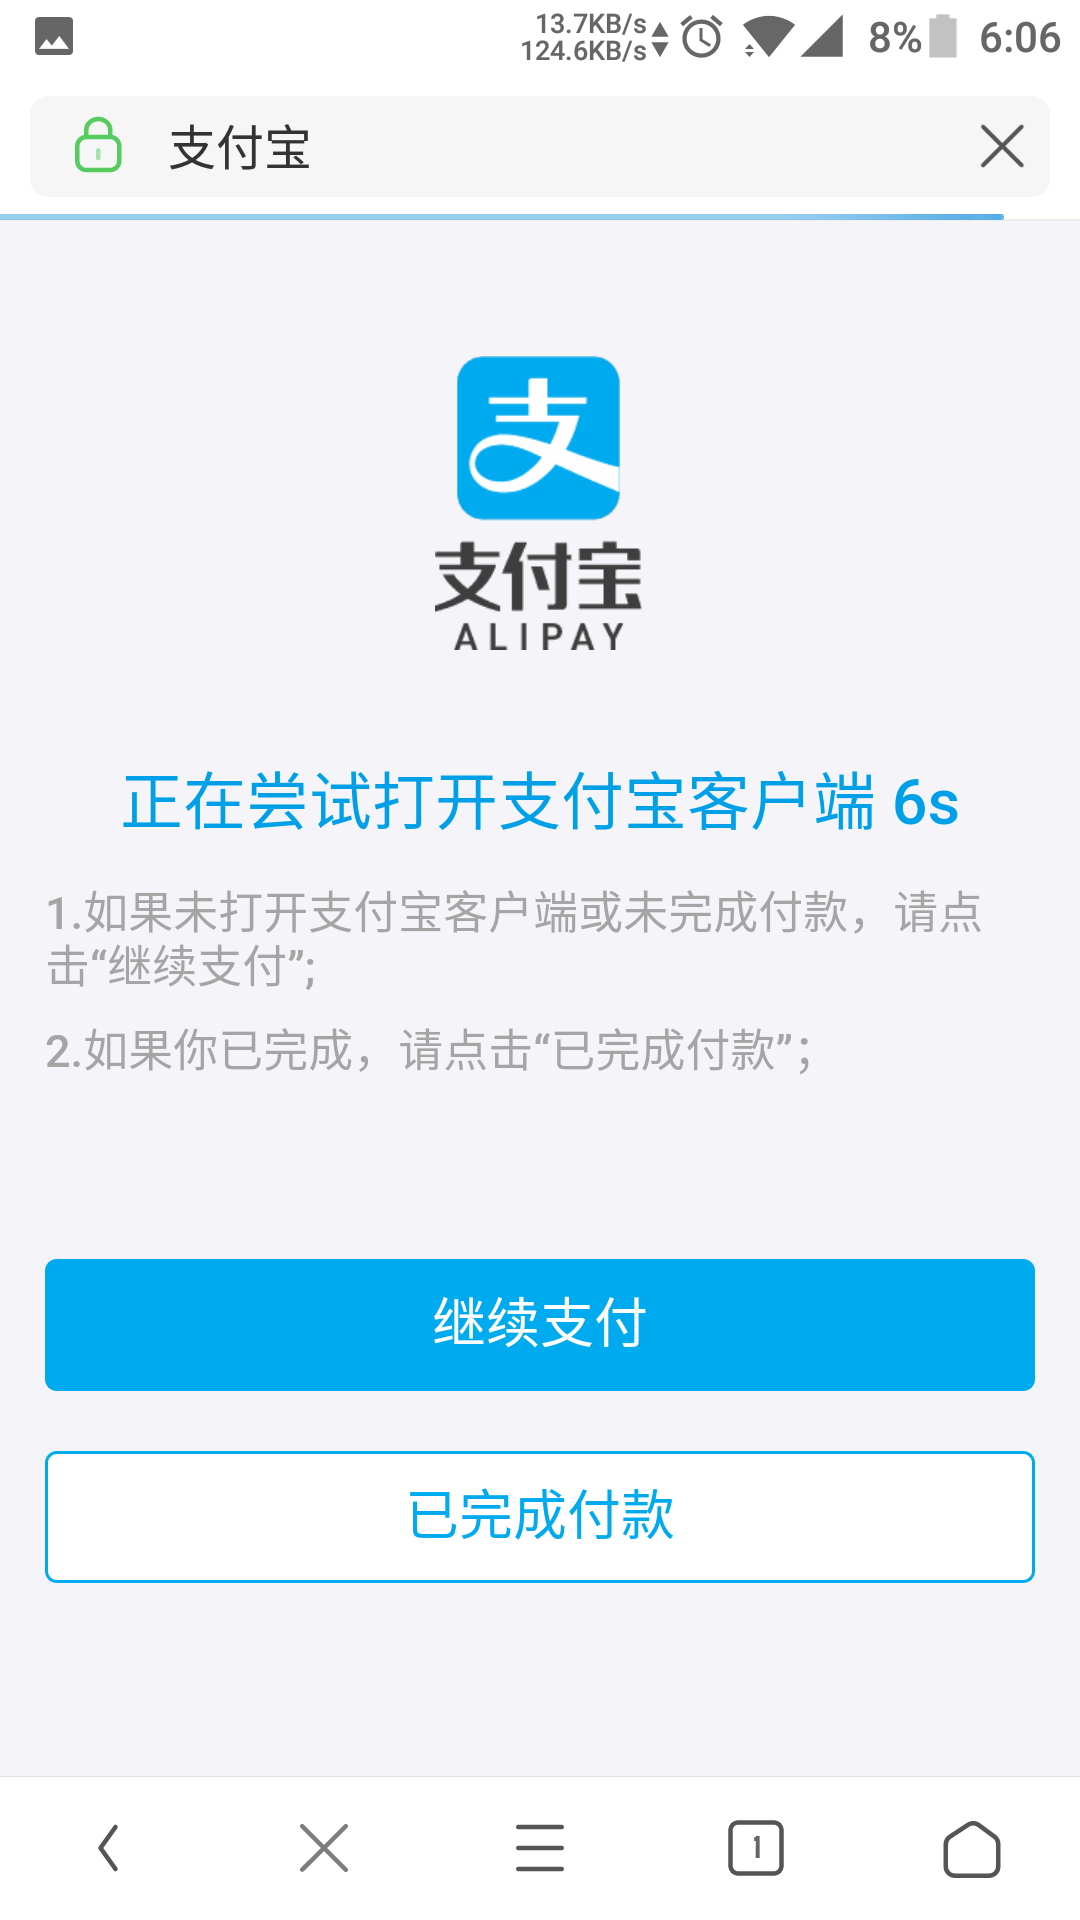 13.7KB/s
124.6KB/s
8%
6:06
支付宝
支
支付宝
ALIPAY
正在尝试打开支付宝客户端 6s
1.如果未打开支付宝客户端或未完成付款，请点
击“继续支付”;
2.如果你已完成，请点击“已完成付款”；
继续支付
已完成付款
1